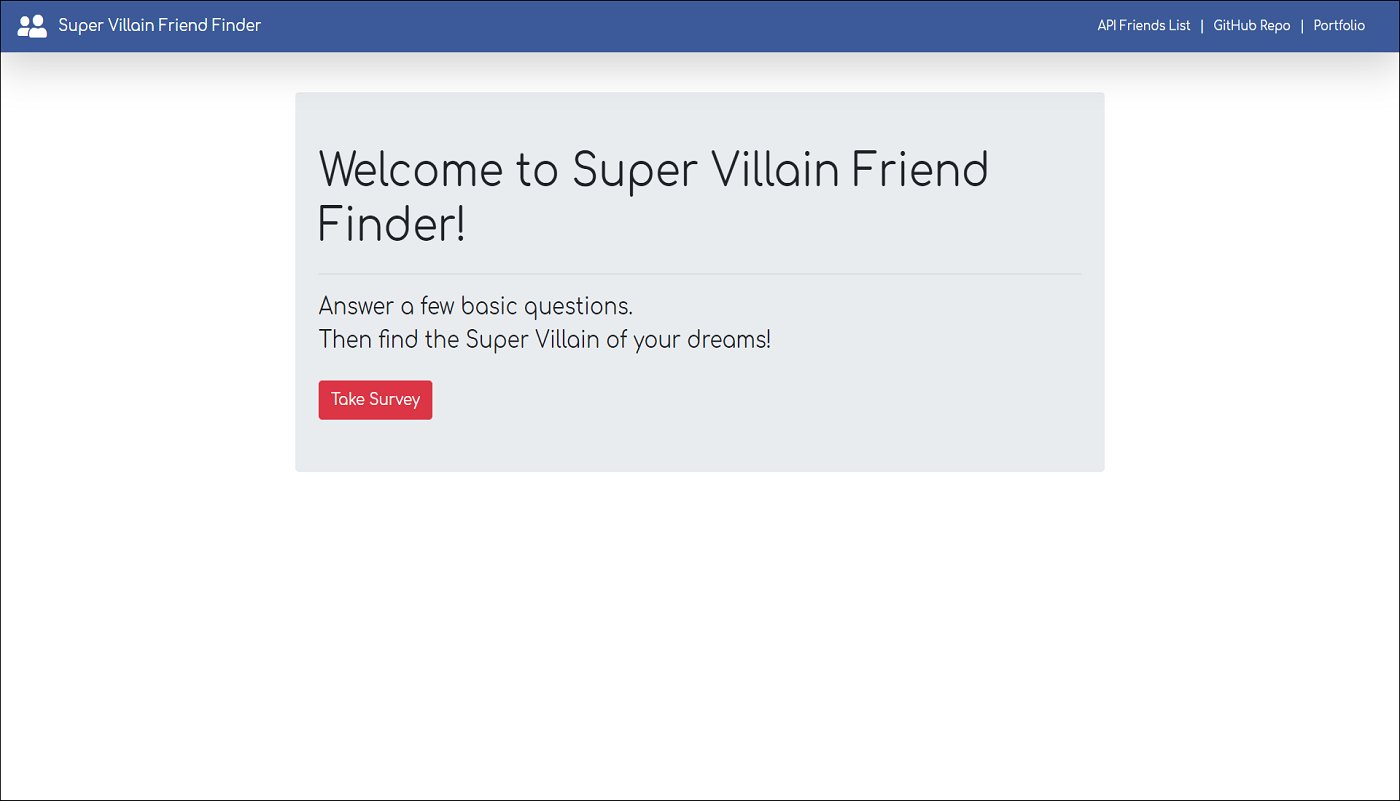 Super Villain Friend Finder
API Friends List | GitHub Repo | Portfolio
Welcome to Super Villain Friend
Finder!
Answer a few basic questions.
Then find the Super Villain of your dreams!
Take Survey